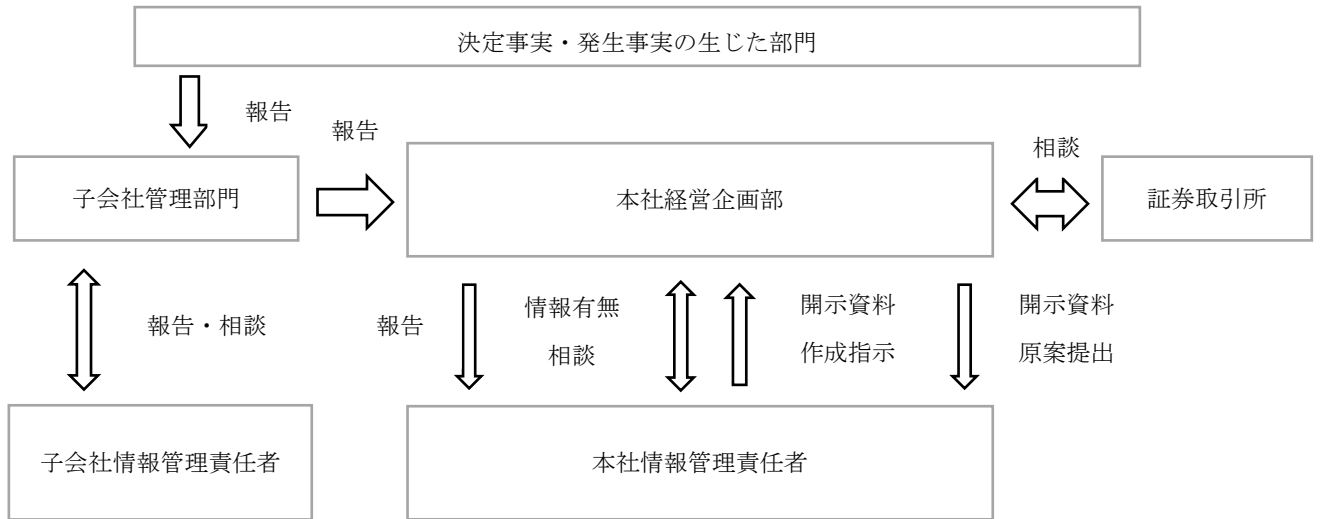 決定事実・発生事実の生じた部門
報告
報告
子会社管理部門
本社経営企画部
相談
証券取引所
報告・相談
報告
情報有無
相談
開示資料
作成指示
開示資料
原案提出
子会社情報管理責任者
本社情報管理責任者